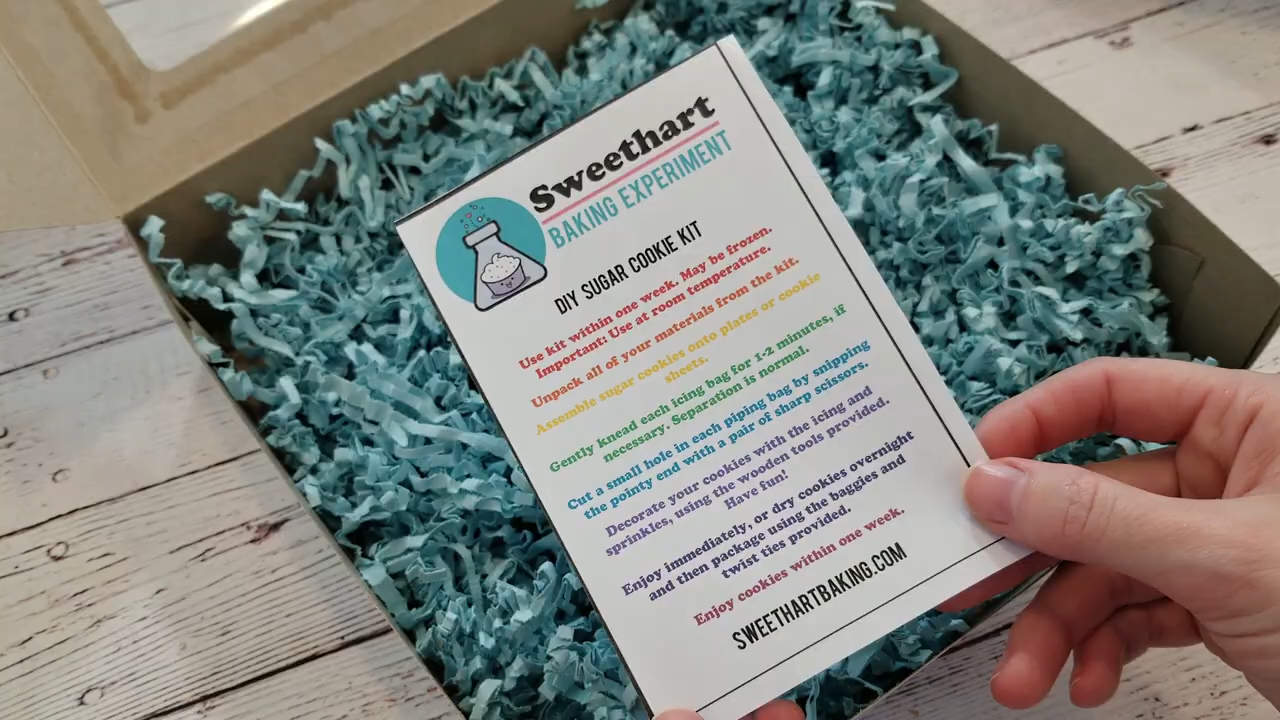 Sweethart
BAKING EXPERIMENT
DIY SUGAR COOKIE KIT
Use kit within one week. May be frozen.
Important: Use at room temperature.
Unpack all of your materials from the kit.
Assemble sugar cookies onto plates or cookie
sheets.
Gently knead each icing bag for 1-2 minutes, if
necessary. Separation is normal.
Cut a small hole in each piping bag by snipping
the pointy end with a pair of sharp scissors.
Decorate your cookies with the icing and
sprinkles, using the wooden tools provided.
Have fun!
Enjoy immediately, or dry cookies overnight
and then package using the baggies and
twist ties provided.
Enjoy cookies within one week.
SWEETHARTBAKING.COM